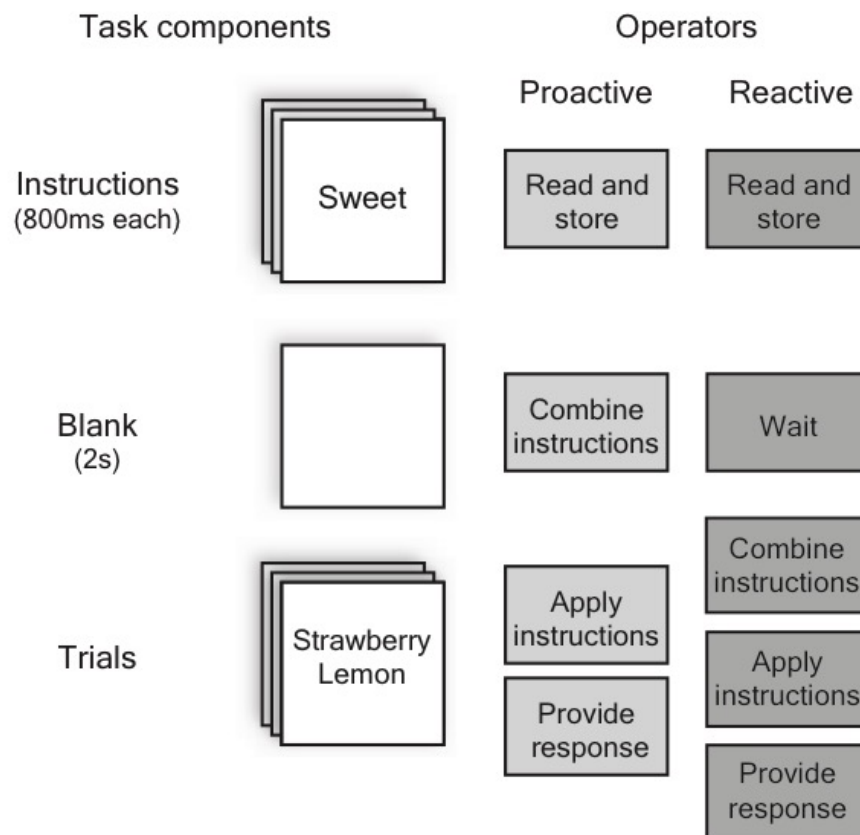 Task components
Operators
Proactive
Reactive
Instructions
(800ms each)
Sweet
Read and
store
Read and
store
Blank
(2s)
Combine
instructions
Wait
Trials
Strawberry
Lemon
Apply
instructions
Provide
response
Combine
instructions
Apply
instructions
Provide
response